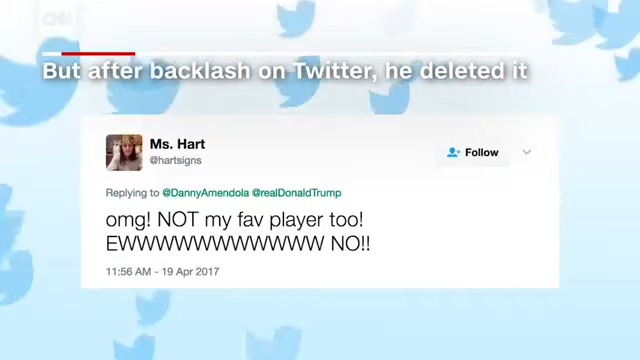 CNN
But after backlash on Twitter, he deleted it
Ms. Hart
@hartsigns
Follow
Replying to @DannyAmendola @realDonaldTrump
omg! NOT my fav player too!
EWWWWWWWWWWWW NO!!
11:56 AM - 19 Apr 2017